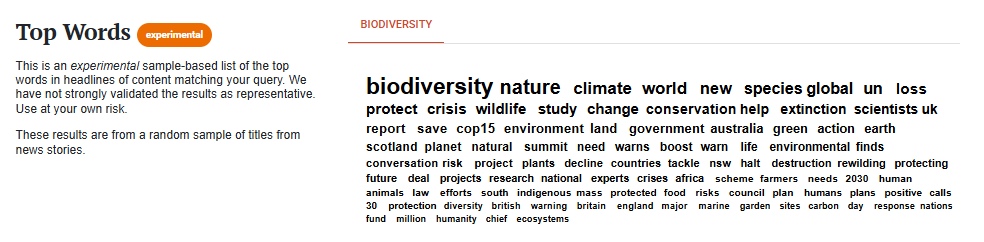 Top Words experimental
This is an experimental sample-based list of the top
words in headlines of content matching your query. We
have not strongly validated the results as representative.
Use at your own risk.
These results are from a random sample of titles from
news stories.
BIODIVERSITY
biodiversity nature climate world new species global un loss
protect crisis wildlife study change conservation help extinction scientists uk
report save cop15 environment land government australia green action earth
scotland planet natural summit need warns boost warn life environmental finds
conversation risk project plants decline countries tackle nsw halt destruction rewilding protecting
future deal projects research national experts crises africa scheme farmers needs 2030 human
animals law efforts south indigenous mass protected food risks council plan humans plans positive calls
30 protection diversity british warning britain england major marine garden sites carbon day response nations
fund million humanity chief ecosystems